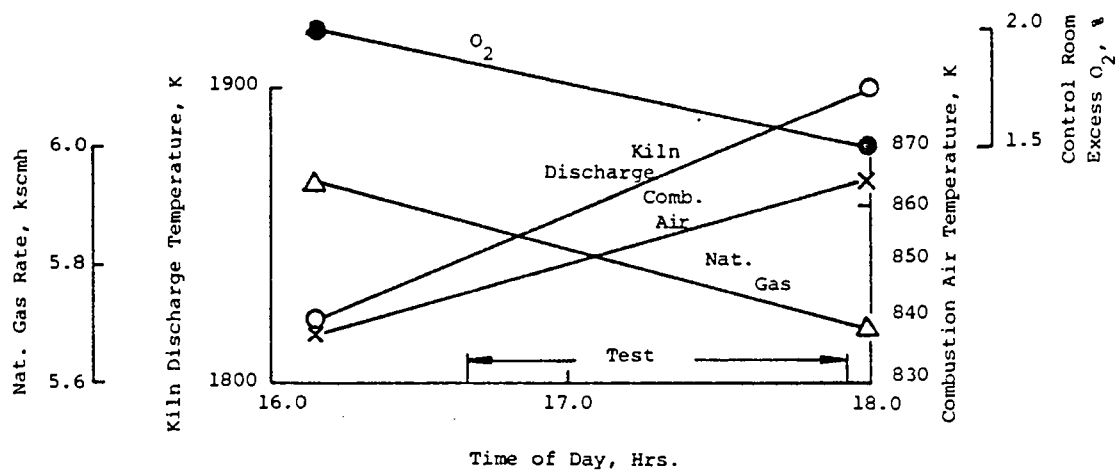 Nat. Gas Rate, kscmh
6.0
5.8
5.6
Kiln Discharge Temperature, K
1900
1800
O2
Kiln
Discharge
Comb.
Air
Nat.
Gas
Test
16.0
17.0
18.0
Time of Day, Hrs.
870
860
850
840
830
Combustion Air Temperature, K
2.0
1.5
Control Room
Excess O2, %